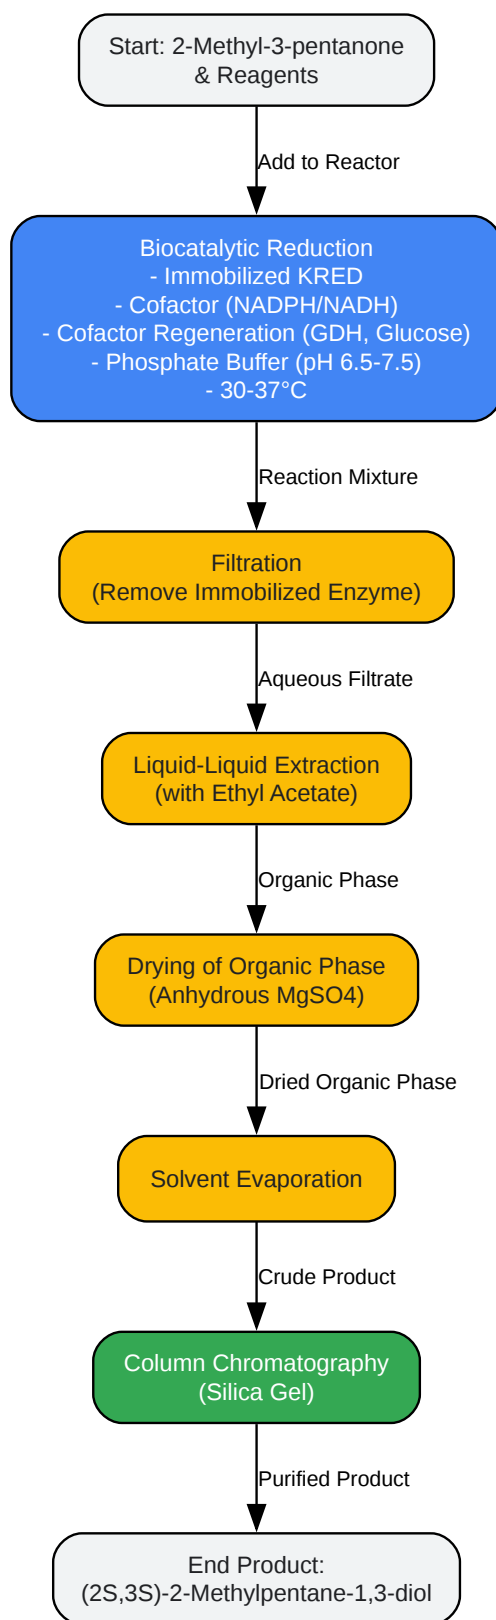 Start: 2-Methyl-3-pentanone
& Reagents
Add to Reactor
Biocatalytic Reduction
- Immobilized KRED
- Cofactor (NADPH/NADH)
- Cofactor Regeneration (GDH, Glucose)
- Phosphate Buffer (pH 6.5-7.5)
- 30-37°C
Reaction Mixture
Filtration
(Remove Immobilized Enzyme)
Aqueous Filtrate
Liquid-Liquid Extraction
(with Ethyl Acetate)
Organic Phase
Drying of Organic Phase
(Anhydrous MgSO4)
Dried Organic Phase
Solvent Evaporation
Crude Product
Column Chromatography
(Silica Gel)
Purified Product
End Product:
(2S,3S)-2-Methylpentane-1,3-diol